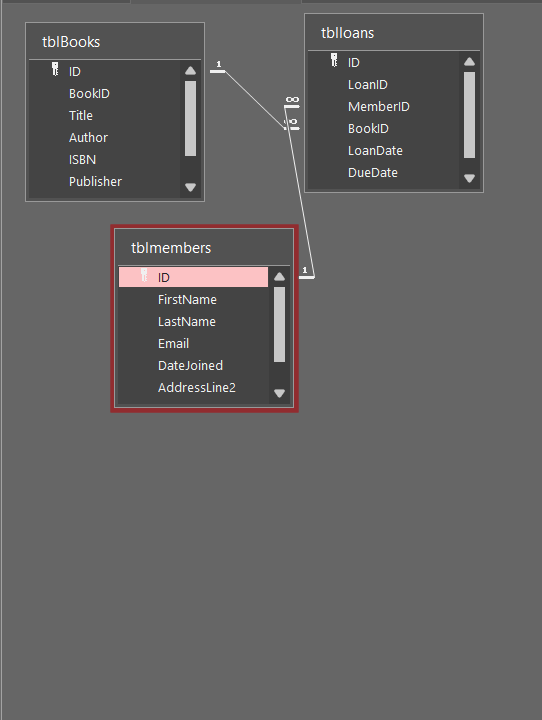 tblBooks
ID
BookID
Title
Author
ISBN
Publisher
1
∞
∞
tblloans
ID
LoanID
MemberID
BookID
LoanDate
DueDate
tblmembers
ID
FirstName
LastName
Email
DateJoined
AddressLine2
1